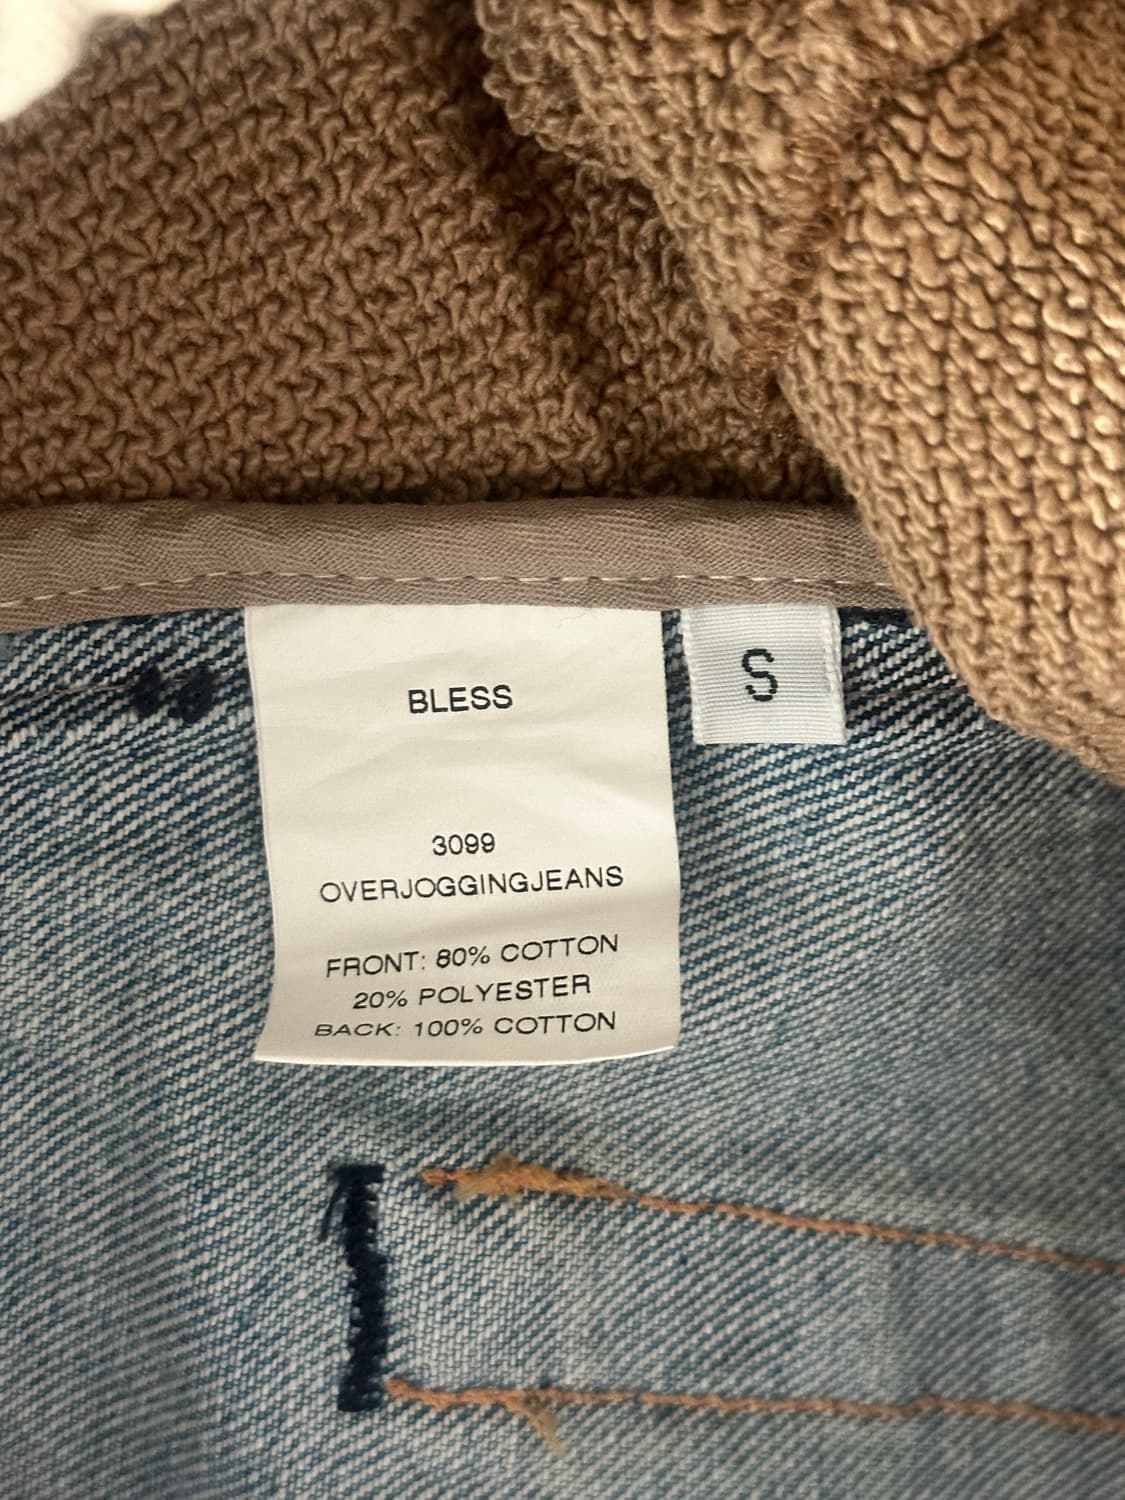 BLESS
S
3099
OVERJOGGINGJEANS
FRONT: 80% COTTON
20% POLYESTER
BACK: 100% COTTON